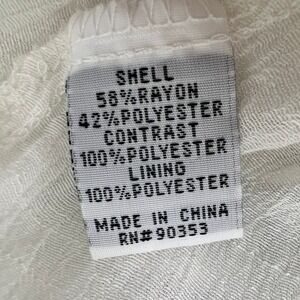 SHELL
58%RAYON
42%POLYESTER
CONTRAST
100%POLYESTER
LINING
100%POLYESTER
MADE IN CHINA
RN#90353